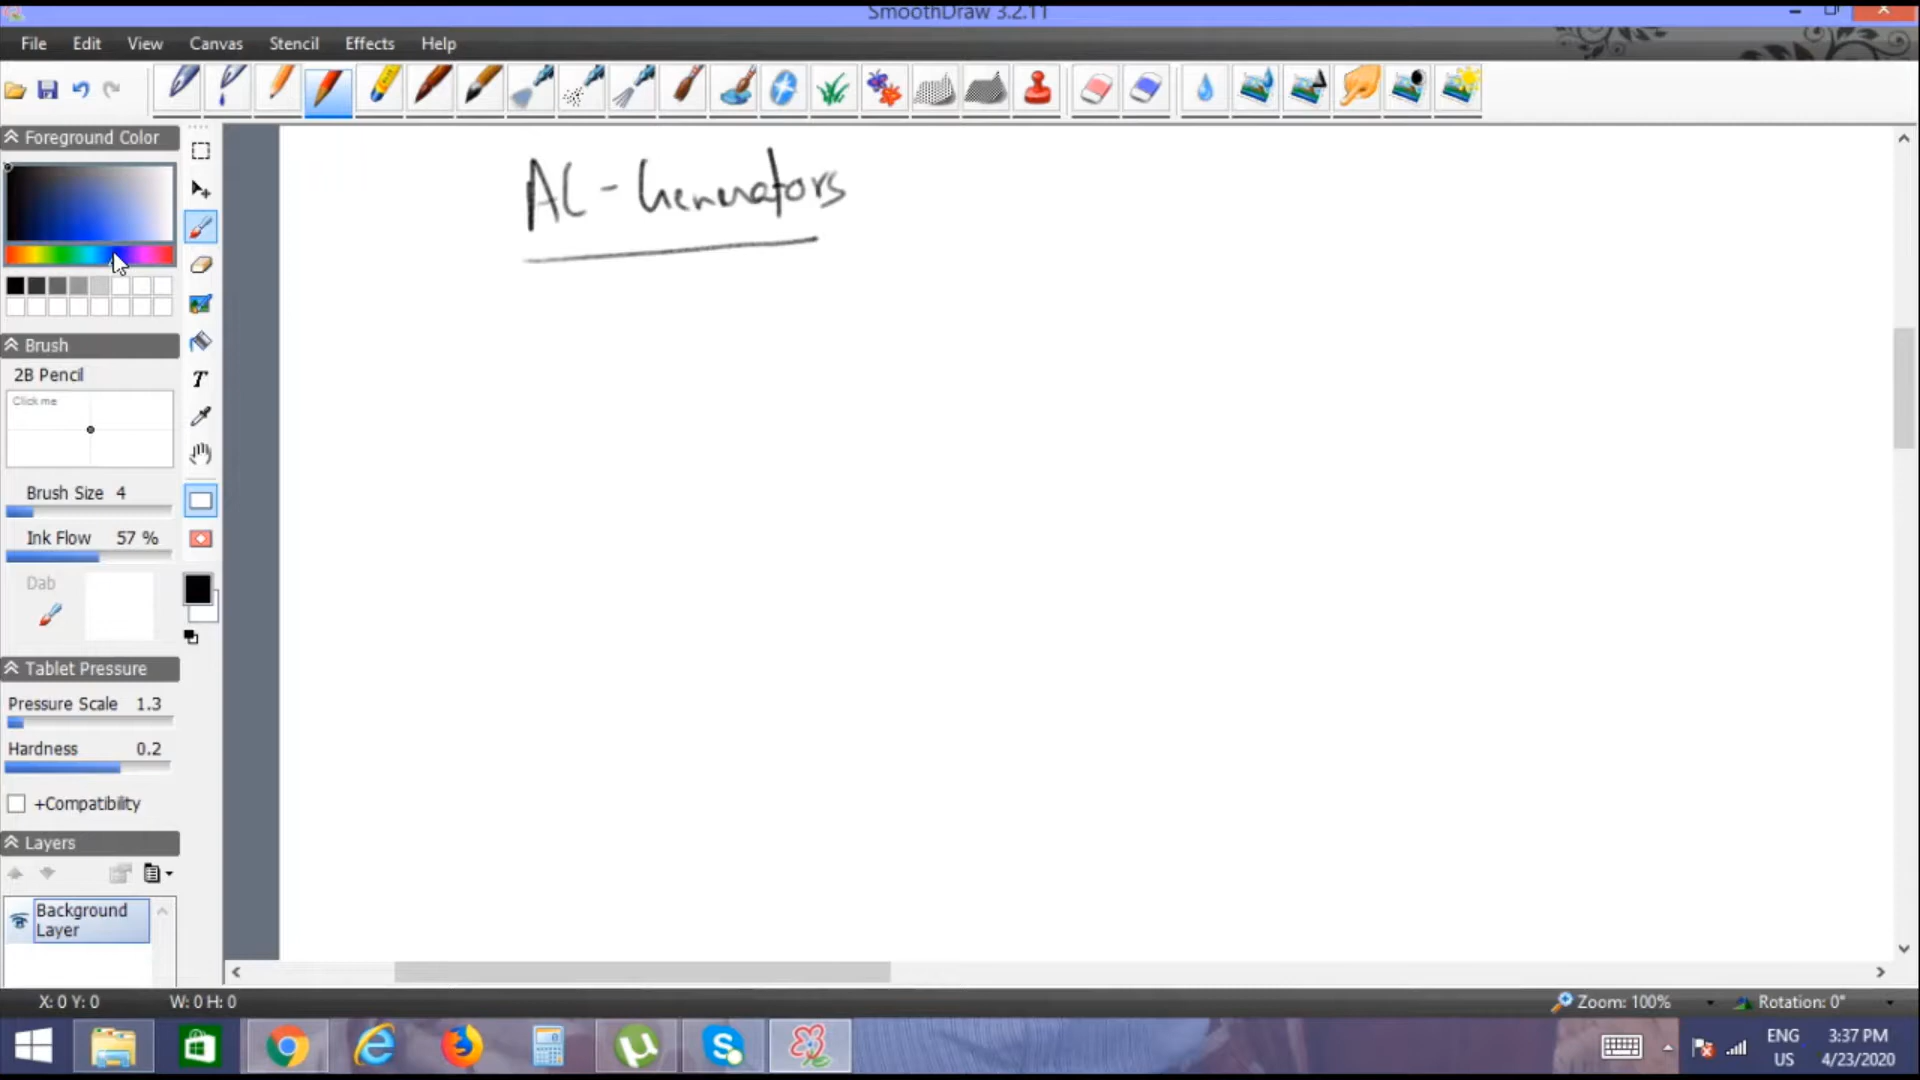 SmoothDraw 3.2.11
File Edit View Canvas Stencil Effects Help
Foreground Color
AC - Generators
Brush
2B Pencil
Click me
Brush Size 4
Ink Flow 57 %
Dab
Tablet Pressure
Pressure Scale 1.3
Hardness 0.2
+Compatibility
Layers
Background
Layer
X: 0 Y: 0 W: 0 H: 0 Zoom: 100% Rotation: 0°
ENG 3:37 PM
US 4/23/2020